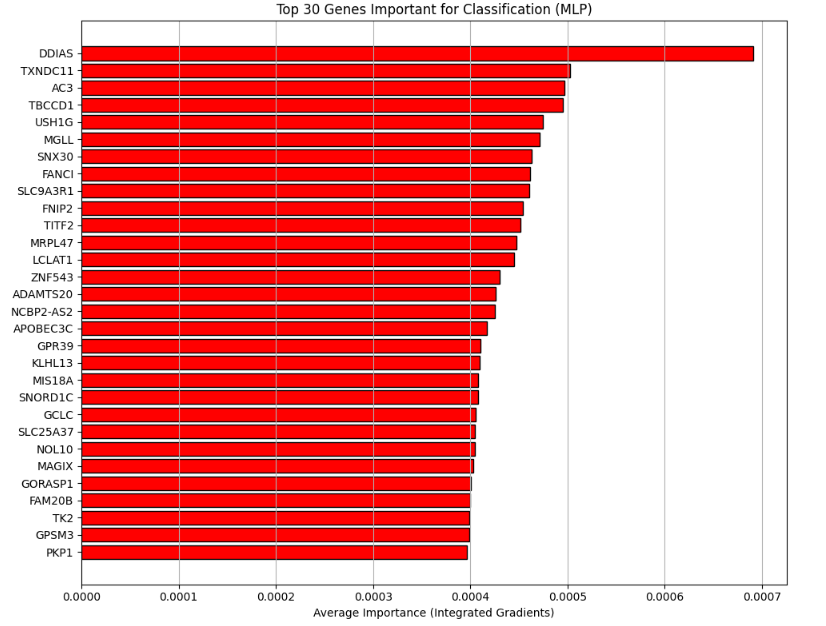 Top 30 Genes Important for Classification (MLP)
DDIAS
TXNDC11
AC3
TBCCD1
USH1G
MGLL
SNX30
FANCI
SLC9A3R1
FNIP2
TITF2
MRPL47
LCLAT1
ZNF543
ADAMTS20
NCBP2-AS2
APOBEC3C
GPR39
KLHL13
MIS18A
SNORD1C
GCLC
SLC25A37
NOL10
MAGIX
GORASP1
FAM20B
TK2
GPSM3
PKP1
0.0000 0.0001 0.0002 0.0003 0.0004 0.0005 0.0006 0.0007
Average Importance (Integrated Gradients)